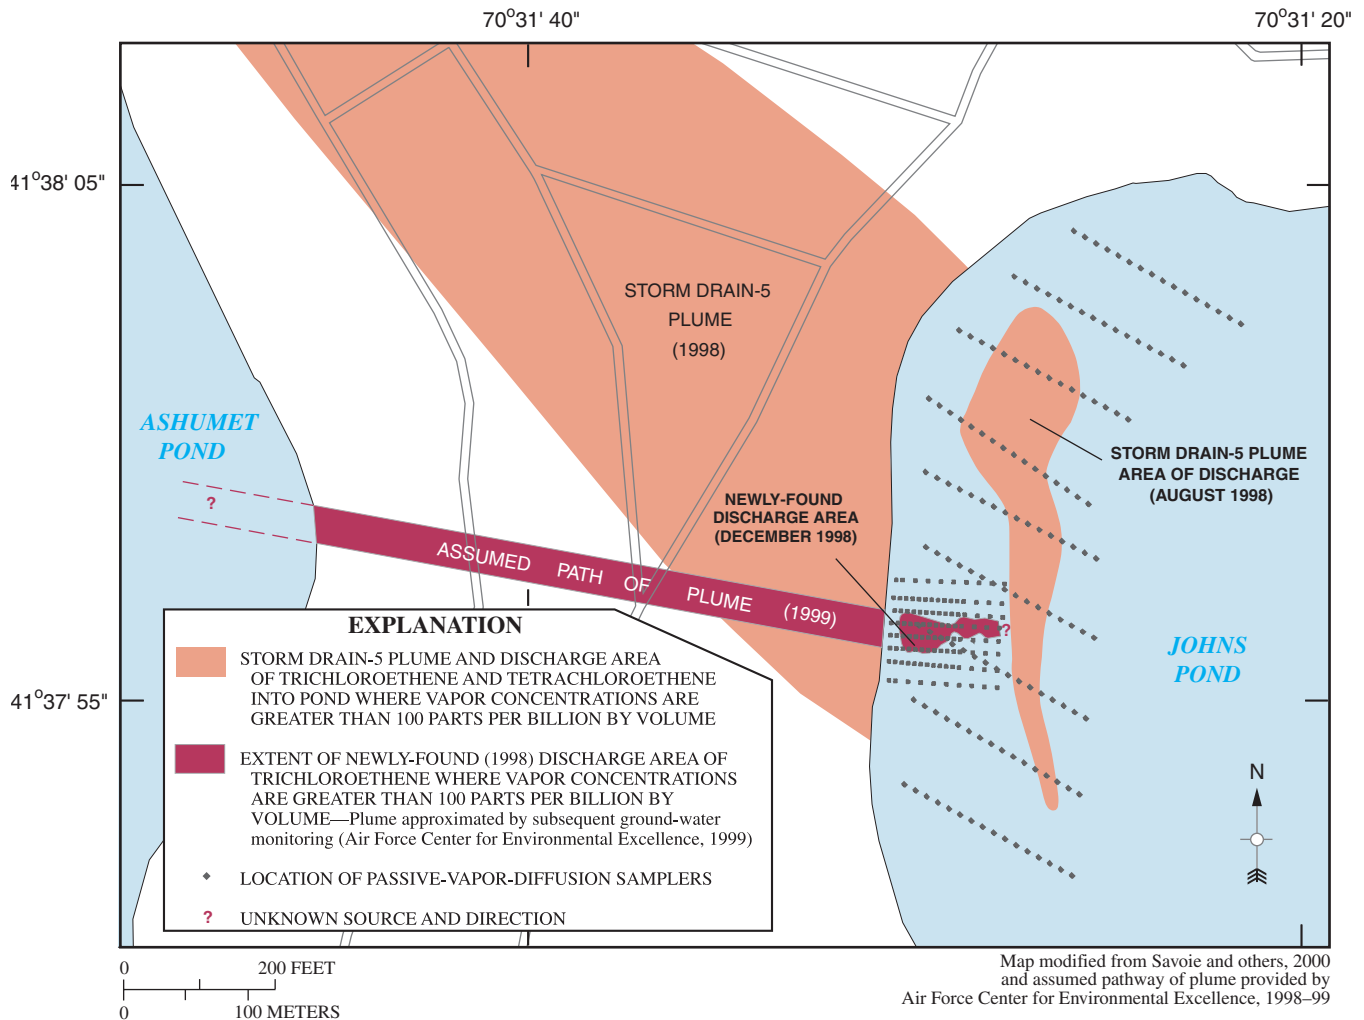 70°31' 40"
70°31' 20"
41°38' 05"
STORM DRAIN-5
PLUME
(1998)
ASHUMET
POND
STORM DRAIN-5 PLUME
AREA OF DISCHARGE
(AUGUST 1998)
NEWLY-FOUND
DISCHARGE AREA
(DECEMBER 1998)
?
ASSUMED PATH OF PLUME (1999)
?
JOHNS
POND
41°37' 55"
EXPLANATION
STORM DRAIN-5 PLUME AND DISCHARGE AREA
OF TRICHLOROETHENE AND TETRACHLOROETHENE
INTO POND WHERE VAPOR CONCENTRATIONS ARE
GREATER THAN 100 PARTS PER BILLION BY VOLUME
EXTENT OF NEWLY-FOUND (1998) DISCHARGE AREA OF
TRICHLOROETHENE WHERE VAPOR CONCENTRATIONS
ARE GREATER THAN 100 PARTS PER BILLION BY
VOLUME—Plume approximated by subsequent ground-water
monitoring (Air Force Center for Environmental Excellence, 1999)
LOCATION OF PASSIVE-VAPOR-DIFFUSION SAMPLERS
? UNKNOWN SOURCE AND DIRECTION
N
0 200 FEET
0 100 METERS
Map modified from Savoie and others, 2000
and assumed pathway of plume provided by
Air Force Center for Environmental Excellence, 1998–99